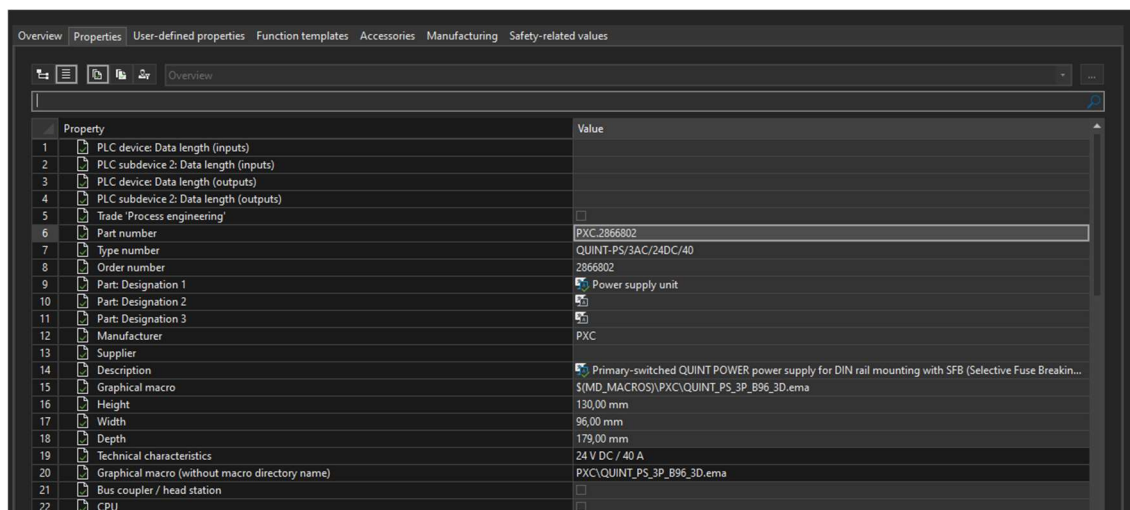 Overview Properties User-defined properties Function templates Accessories Manufacturing Safety-related values
Overview ...
Property Value
1 PLC device: Data length (inputs)
2 PLC subdevice 2: Data length (inputs)
3 PLC device: Data length (outputs)
4 PLC subdevice 2: Data length (outputs)
5 Trade 'Process engineering'
6 Part number PXC.2866802
7 Type number QUINT-PS/3AC/24DC/40
8 Order number 2866802
9 Part: Designation 1 Power supply unit
10 Part: Designation 2
11 Part: Designation 3
12 Manufacturer PXC
13 Supplier
14 Description Primary-switched QUINT POWER power supply for DIN rail mounting with SFB (Selective Fuse Breakin...
15 Graphical macro $(MD_MACROS)\PXC\QUINT_PS_3P_B96_3D.ema
16 Height 130,00 mm
17 Width 96,00 mm
18 Depth 179,00 mm
19 Technical characteristics 24 V DC / 40 A
20 Graphical macro (without macro directory name) PXC\QUINT_PS_3P_B96_3D.ema
21 Bus coupler / head station
22 CPU